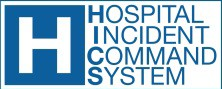 H
HOSPITAL
INCIDENT
COMMAND
SYSTEM